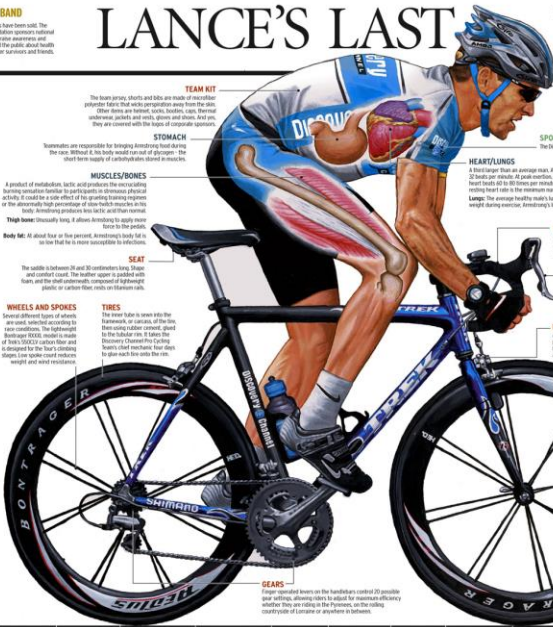 BAND
have been sold. The
sponsors national
raise awareness and
the public about health
survivors and friends.
LANCE'S LAST
TEAM KIT
The team jersey, shorts and bibs are made of microfiber
polyester fabric that wicks perspiration away from the skin.
Other items are helmet, socks, booties, caps, thermal
underwear, jackets and vests, gloves and shoes. And yes,
they are covered with the logos of corporate sponsors.
STOMACH
Teammates are responsible for bringing Armstrong food during
the race. Without it, his body would run out of glycogen – the
short-term supply of carbohydrates stored in muscles.
MUSCLES/BONES
A product of metabolism, lactic acid produces the excruciating
burning sensation familiar to participants in strenuous physical
activity. It could be a side effect of his grueling training regimen
or the abnormally high percentage of slow-twitch muscles in his
body: Armstrong produces less lactic acid than normal.
Thigh bone: Unusually long, it allows Armstrong to apply more
force to the pedals.
Body fat: At about four or five percent, Armstrong's body fat is
so low that he is more susceptible to infections.
SPO
The Di
HEART/LUNGS
A third larger than an average man, A
32 beats per minute. At peak exertion,
heart beats 60 to 80 times per minute
resting heart rate is the minimum nu
Lungs: The average healthy male's lu
weight during exercise, Armstrong's l
SEAT
The saddle is between 24 and 30 centimeters long. Shape
and comfort count. The leather upper is padded with
foam, and the shell underneath, composed of lightweight
plastic or carbon fiber, rests on titanium rails.
WHEELS AND SPOKES
Several different types of wheels
are used, selected according to
race conditions. The lightweight
Bontrager RXXXL model is made
of Trek's 55OCLV carbon fiber and
is designed for the Tour's climbing
stages. Low spoke count reduces
weight and wind resistance.
TIRES
The inner tube is sewn into the
framework, or carcass, of the tire,
then using rubber cement, glued
to the tubular rim. It takes the
Discovery Channel Pro Cycling
Team's chief mechanic four days
to glue each tire onto the rim.
TREK
TREK
Discovery Channel
BONTRAGER
SHIMANO
GEARS
Finger-operated levers on the handlebars control 20 possible
gear settings, allowing riders to adjust for maximum efficiency
whether they are riding in the Pyrenees, on the rolling
countryside of Lorraine or anywhere in between.